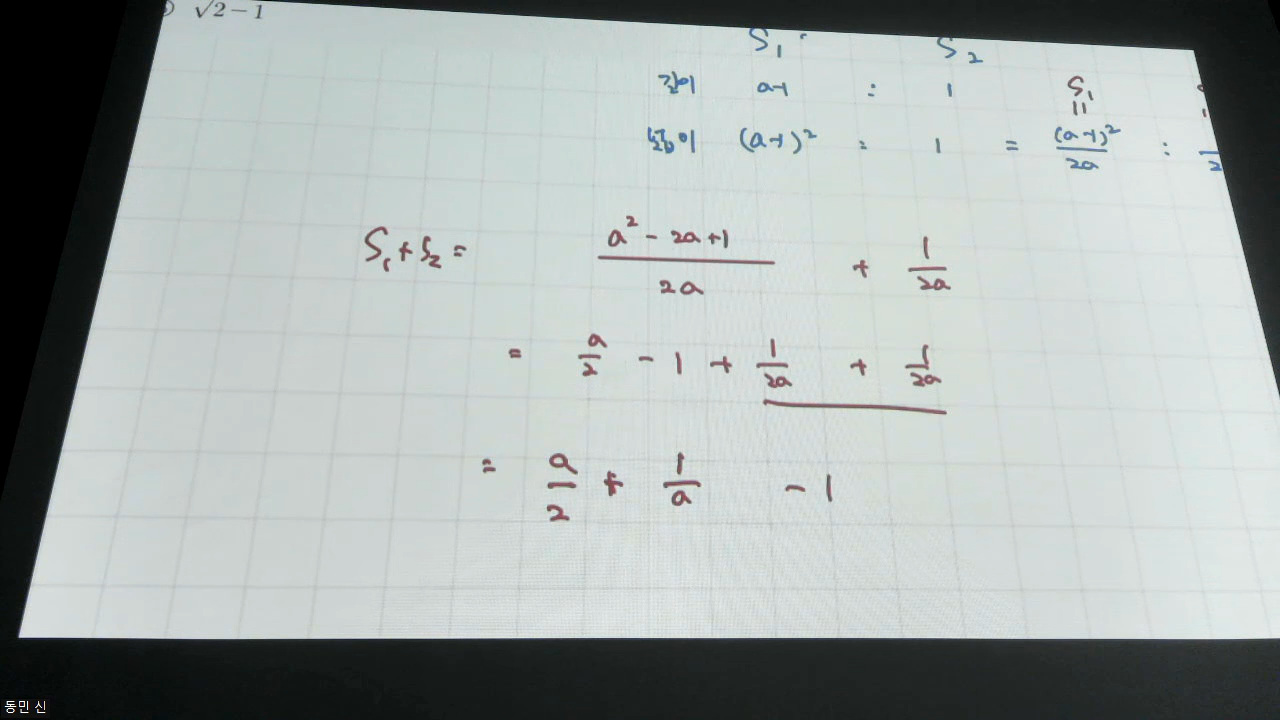 √2 − 1
S₁ : S₂
길이 a-1 : 1 S₁
넓이 (a-1)² : 1 = (a-1)²/2a :
S₁+S₂= (a² - 2a+1)/2a + 1/2a
= a/2 - 1 + 1/2a + 1/2a
= a/2 + 1/a - 1
동민 신